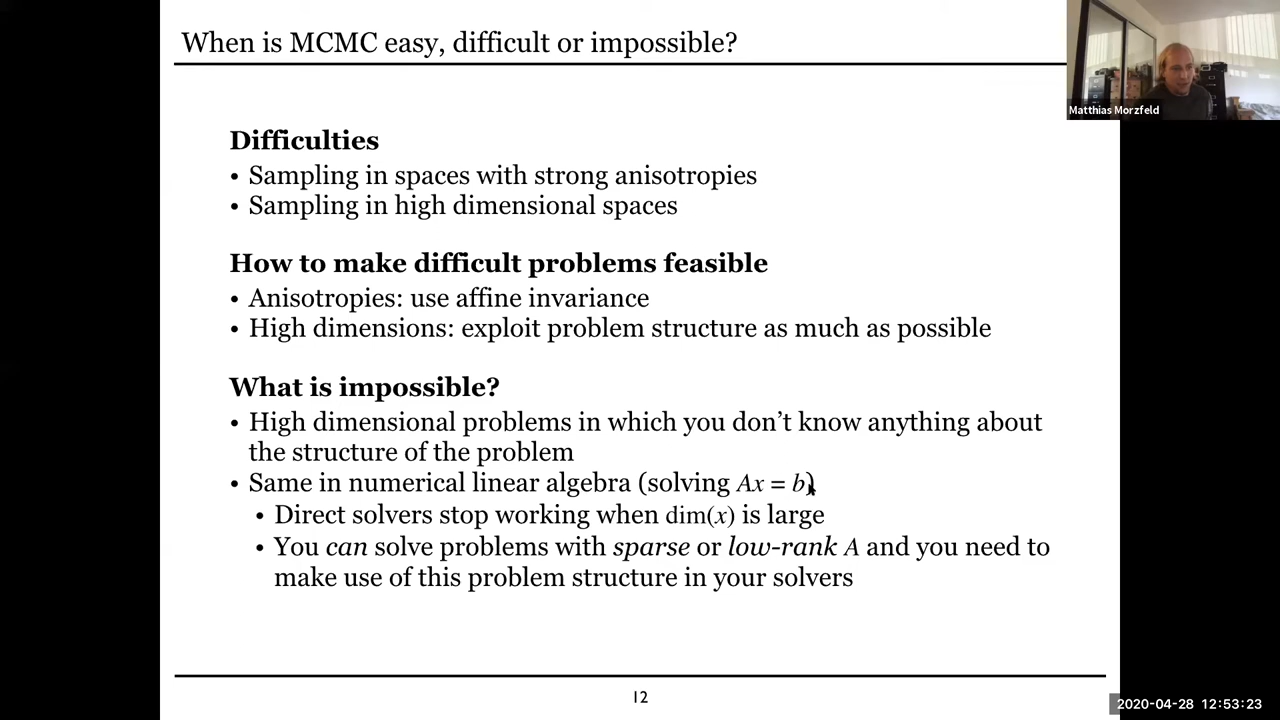 When is MCMC easy, difficult or impossible?
Matthias Morzfeld
Difficulties
• Sampling in spaces with strong anisotropies
• Sampling in high dimensional spaces
How to make difficult problems feasible
• Anisotropies: use affine invariance
• High dimensions: exploit problem structure as much as possible
What is impossible?
• High dimensional problems in which you don’t know anything about
the structure of the problem
• Same in numerical linear algebra (solving Ax = b)
• Direct solvers stop working when dim(x) is large
• You can solve problems with sparse or low-rank A and you need to
make use of this problem structure in your solvers
12
2020-04-28 12:53:23